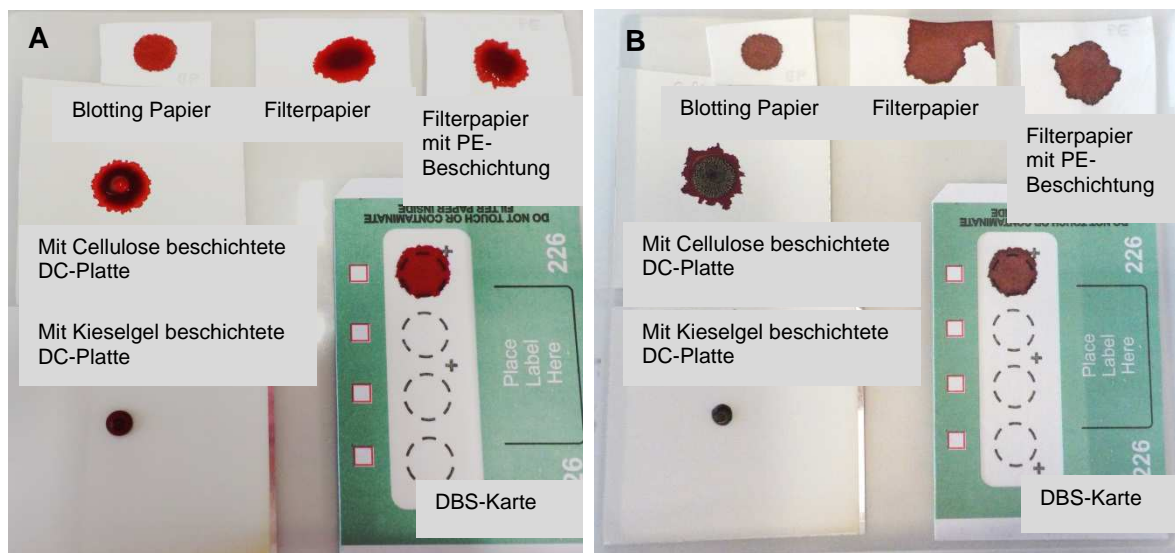 A
Blotting Papier
Filterpapier
Filterpapier
mit PE-
Beschichtung
Mit Cellulose beschichtete
DC-Platte
Mit Kieselgel beschichtete
DC-Platte
DO NOT TOUCH OR CONTAMINATE
FILTER PAPER INSIDE
226
Place
Label
Here
26
DBS-Karte
B
Blotting Papier
Filterpapier
Filterpapier
mit PE-
Beschichtung
Mit Cellulose beschichtete
DC-Platte
Mit Kieselgel beschichtete
DC-Platte
DO NOT TOUCH OR CONTAMINATE
SIDE
226
Place
Label
Here
226
DBS-Karte